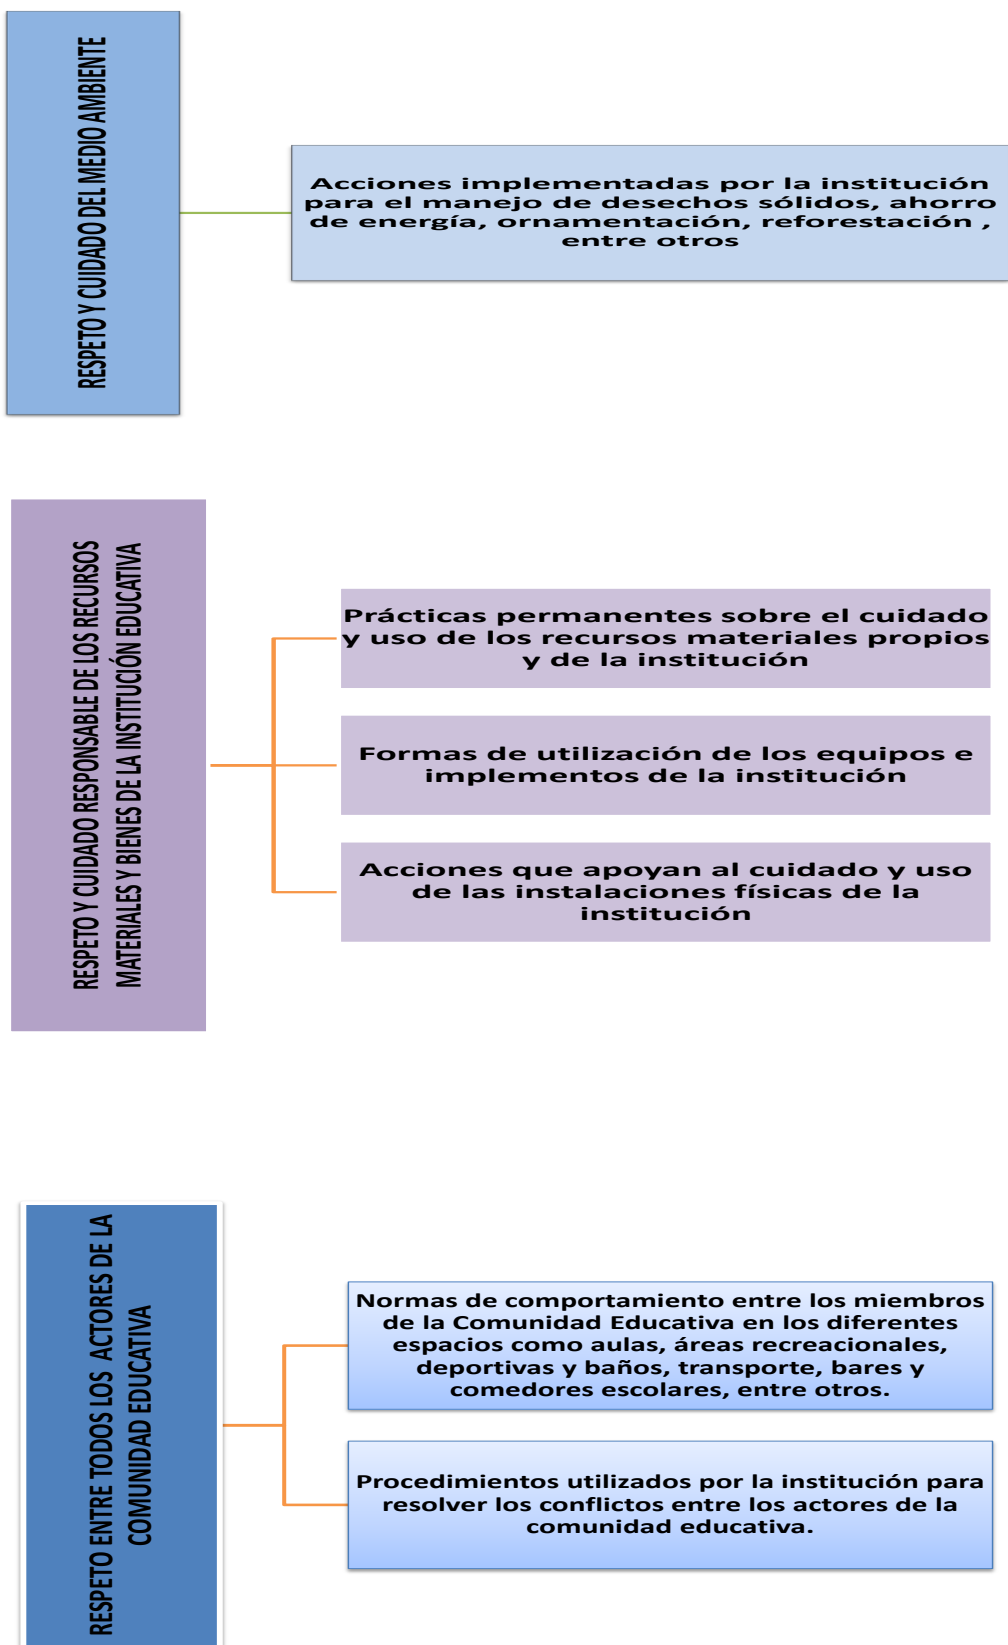 RESPETO Y CUIDADO DEL MEDIO AMBIENTE
Acciones implementadas por la institución
para el manejo de desechos sólidos, ahorro
de energía, ornamentación, reforestación ,
entre otros
RESPETO Y CUIDADO RESPONSABLE DE LOS RECURSOS
MATERIALES Y BIENES DE LA INSTITUCIÓN EDUCATIVA
Prácticas permanentes sobre el cuidado
y uso de los recursos materiales propios
y de la institución
Formas de utilización de los equipos e
implementos de la institución
Acciones que apoyan al cuidado y uso
de las instalaciones físicas de la
institución
RESPETO ENTRE TODOS LOS ACTORES DE LA
COMUNIDAD EDUCATIVA
Normas de comportamiento entre los miembros
de la Comunidad Educativa en los diferentes
espacios como aulas, áreas recreacionales,
deportivas y baños, transporte, bares y
comedores escolares, entre otros.
Procedimientos utilizados por la institución para
resolver los conflictos entre los actores de la
comunidad educativa.